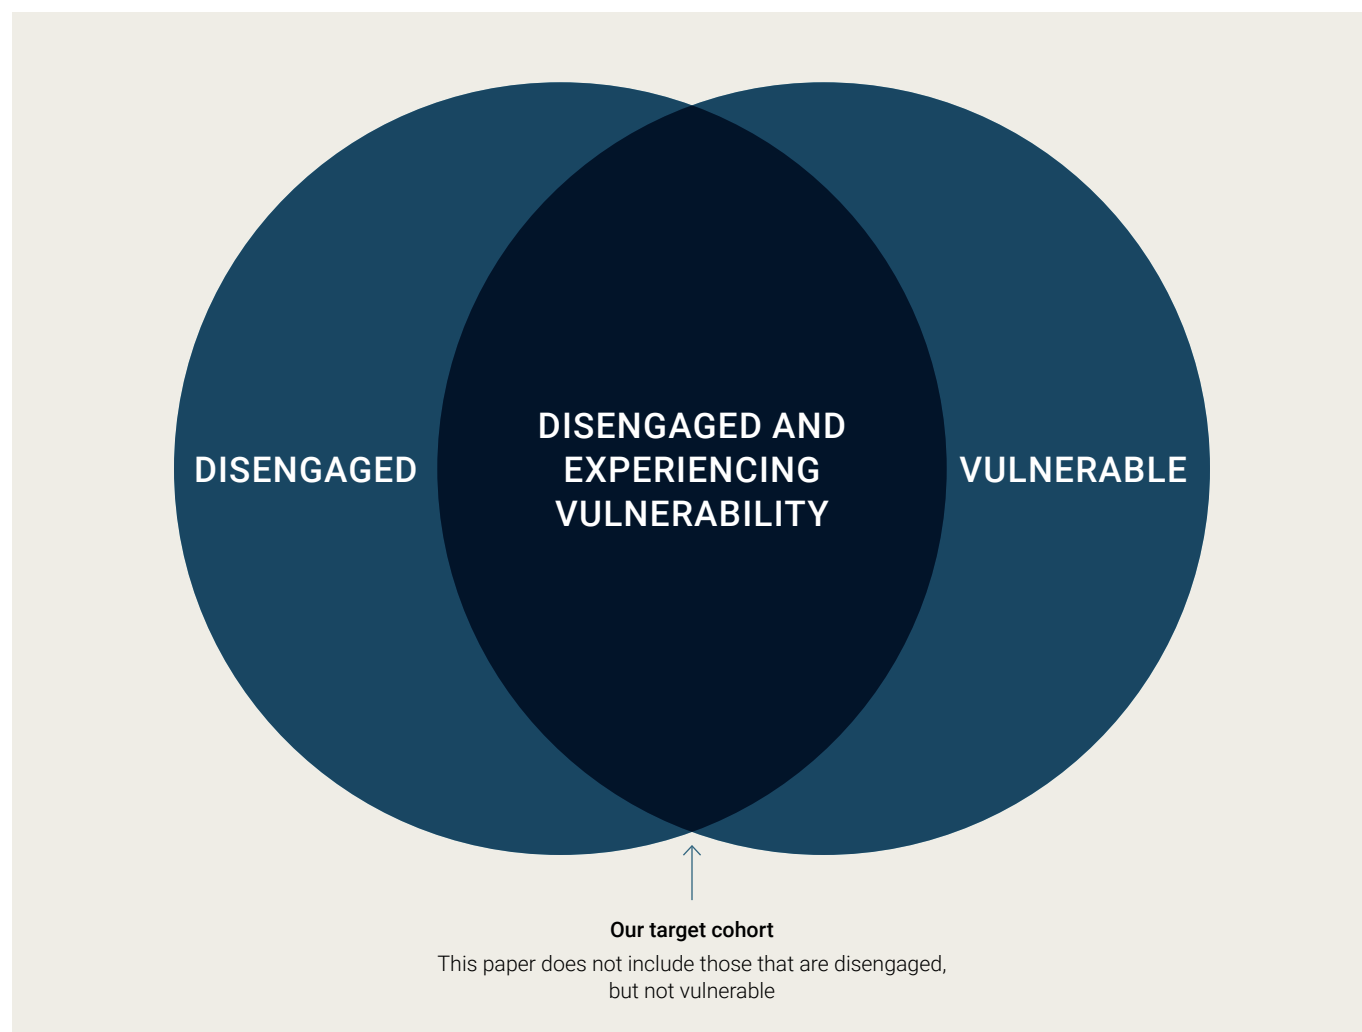 DISENGAGED
DISENGAGED AND
EXPERIENCING
VULNERABILITY
VULNERABLE
Our target cohort
This paper does not include those that are disengaged,
but not vulnerable